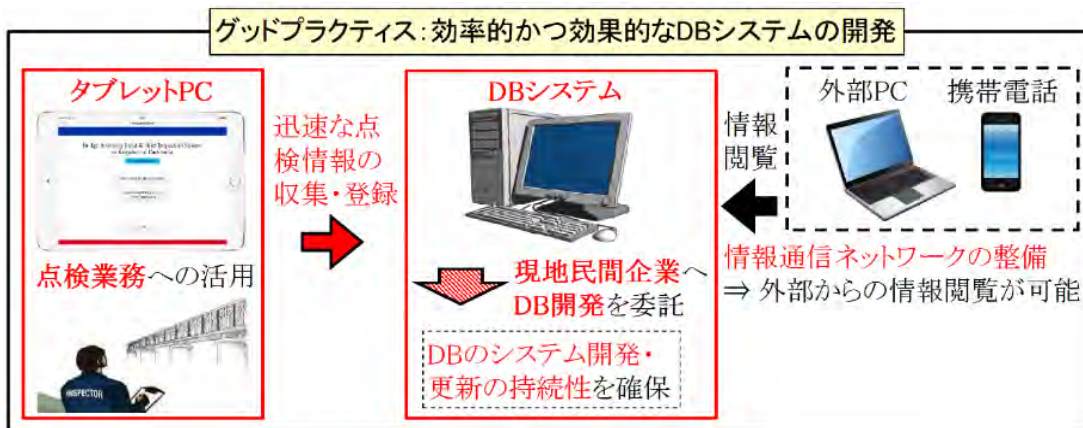 グッドプラクティス：効率的かつ効果的なDBシステムの開発
タブレットPC
点検業務への活用
INSPECTOR
迅速な点
検情報の
収集・登録
DBシステム
現地民間企業へ
DB開発を委託
DBのシステム開発・
更新の持続性を確保
情報
閲覧
外部PC
携帯電話
情報通信ネットワークの整備
⇒ 外部からの情報閲覧が可能